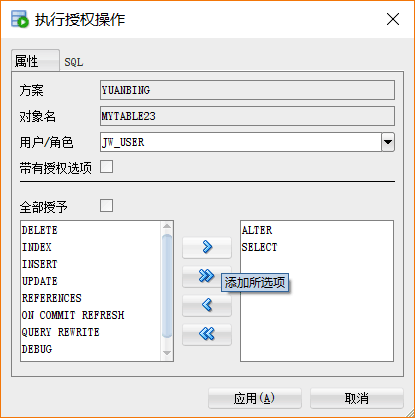 执行授权操作
属性 SQL
方案 YUANBING
对象名 MYTABLE23
用户/角色 JW_USER
带有授权选项
全部授予
DELETE
INDEX
INSERT
UPDATE
REFERENCES
ON COMMIT REFRESH
QUERY REWRITE
DEBUG
添加所选项
ALTER
SELECT
应用(A) 取消